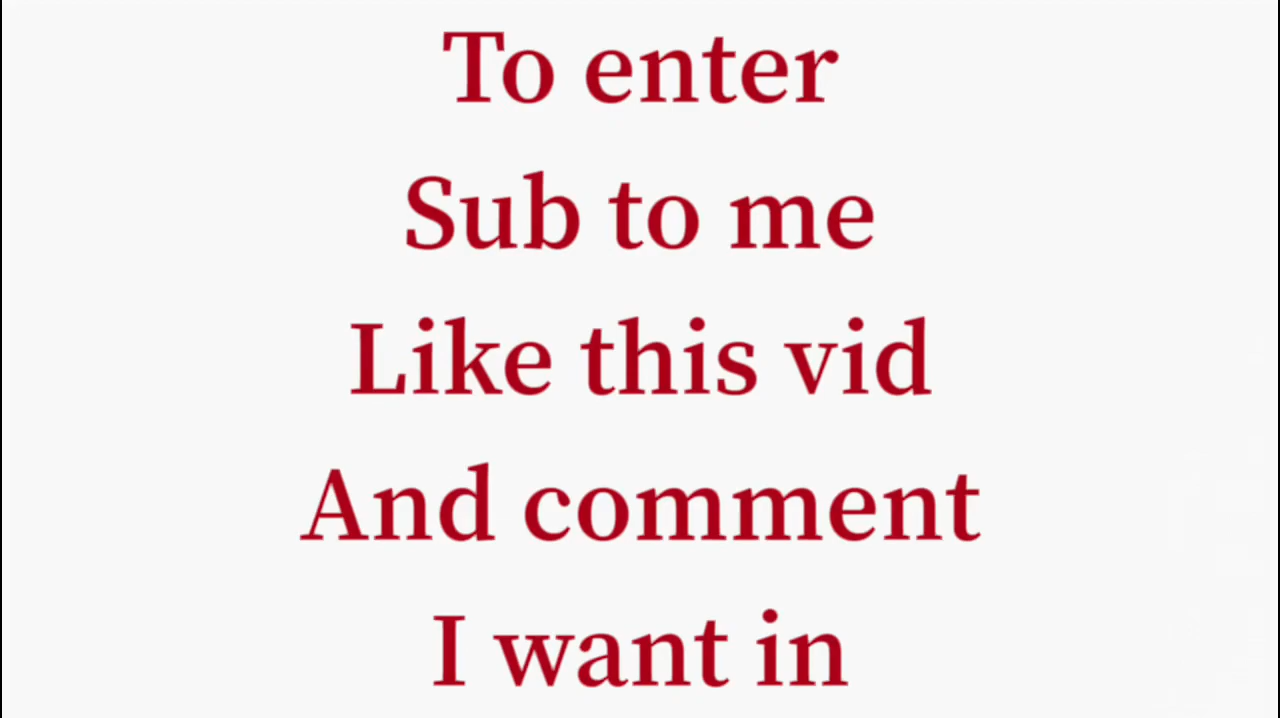 To enter
Sub to me
Like this vid
And comment
I want in